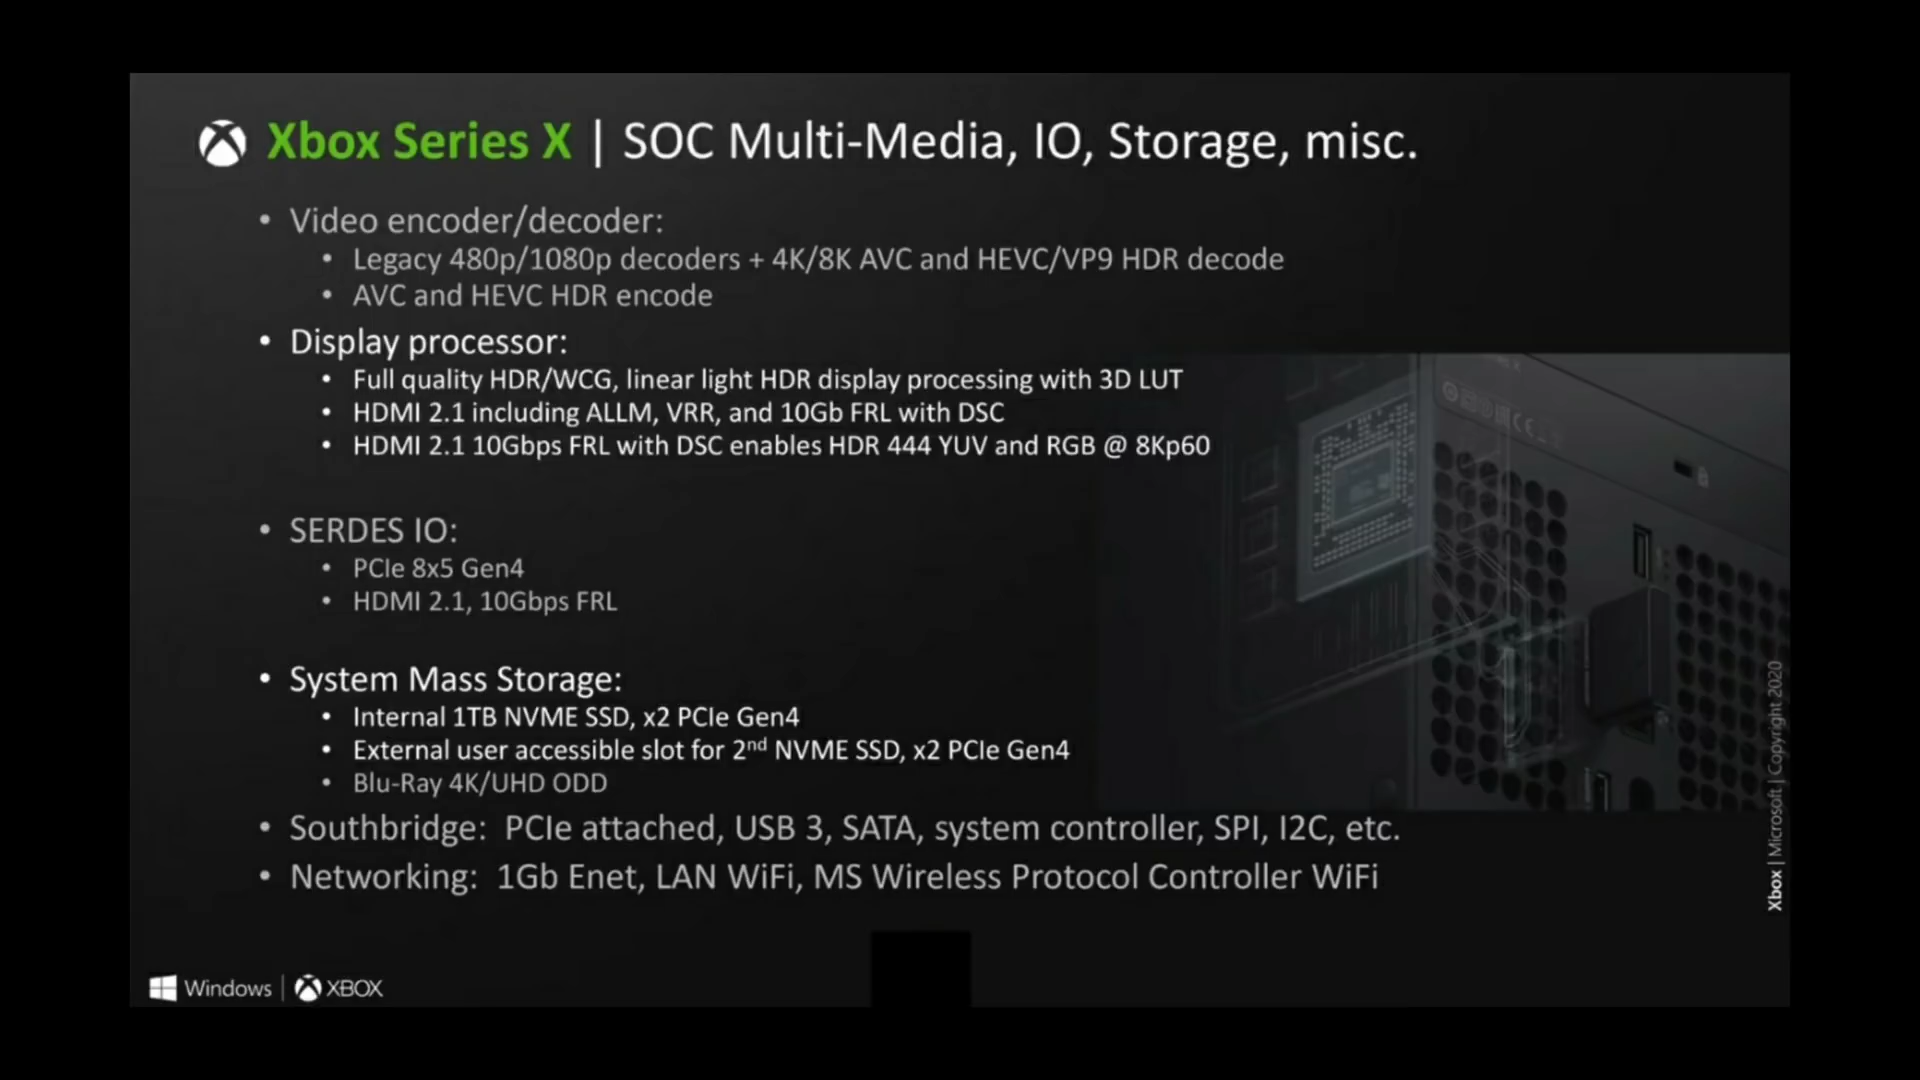 Xbox Series X | SOC Multi-Media, IO, Storage, misc.
• Video encoder/decoder:
• Legacy 480p/1080p decoders + 4K/8K AVC and HEVC/VP9 HDR decode
• AVC and HEVC HDR encode
• Display processor:
• Full quality HDR/WCG, linear light HDR display processing with 3D LUT
• HDMI 2.1 including ALLM, VRR, and 10Gb FRL with DSC
• HDMI 2.1 10Gbps FRL with DSC enables HDR 444 YUV and RGB @ 8Kp60
• SERDES IO:
• PCIe 8x5 Gen4
• HDMI 2.1, 10Gbps FRL
• System Mass Storage:
• Internal 1TB NVME SSD, x2 PCIe Gen4
• External user accessible slot for 2nd NVME SSD, x2 PCIe Gen4
• Blu-Ray 4K/UHD ODD
• Southbridge: PCIe attached, USB 3, SATA, system controller, SPI, I2C, etc.
• Networking: 1Gb Enet, LAN WiFi, MS Wireless Protocol Controller WiFi
Xbox | Microsoft | Copyright 2020
Windows | XBOX